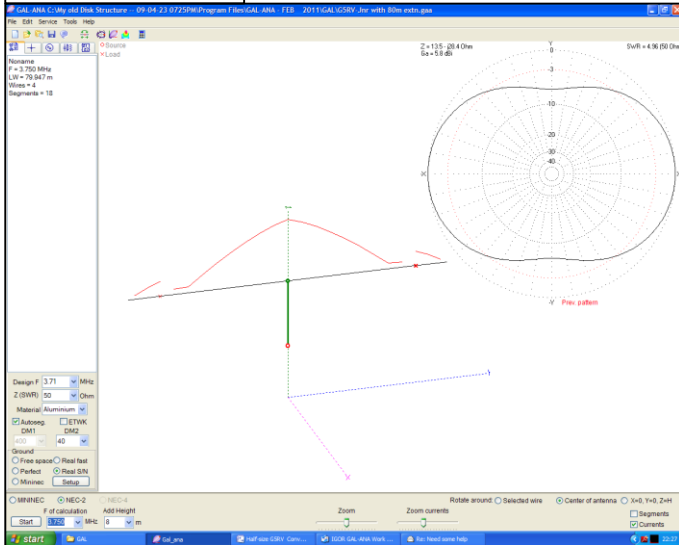 GAL-ANA C:\My old Disk Structure -- 09-04-23 0725PM\Program Files\GAL-ANA - FEB 2011\GAL\G5RV-Jnr with 80m extn.gaa
File Edit Service Tools Help
Source
Load
Noname
F = 3.750 MHz
LW = 79.947 m
Wires = 4
Segments = 18
Z = 13.5 - j28.4 Ohm
Ga = 5.8 dBi
SWR = 4.96 (50 Ohm
Y
0
-3
-10
-30
-40
X
X
-Y
Prev. pattern
Y
X
Design F 3.71 MHz
Z (SWR) 50 Ohm
Material Aluminium
Autoseg. ETWK
DM1 DM2
400 40
Ground
Free space Real fast
Perfect Real S/N
Mininec Setup
MININEC NEC-2 NEC-4
F of calculation Add Height
Start 3.750 MHz 8 m
Zoom
Zoom currents
Rotate around: Selected wire Center of antenna X=0, Y=0, Z=H
Segments
Currents
start
GAL
Gal_ana
Half-size G5RV Conv...
IGOR GAL-ANA Work ...
Re: Need some help
22:27